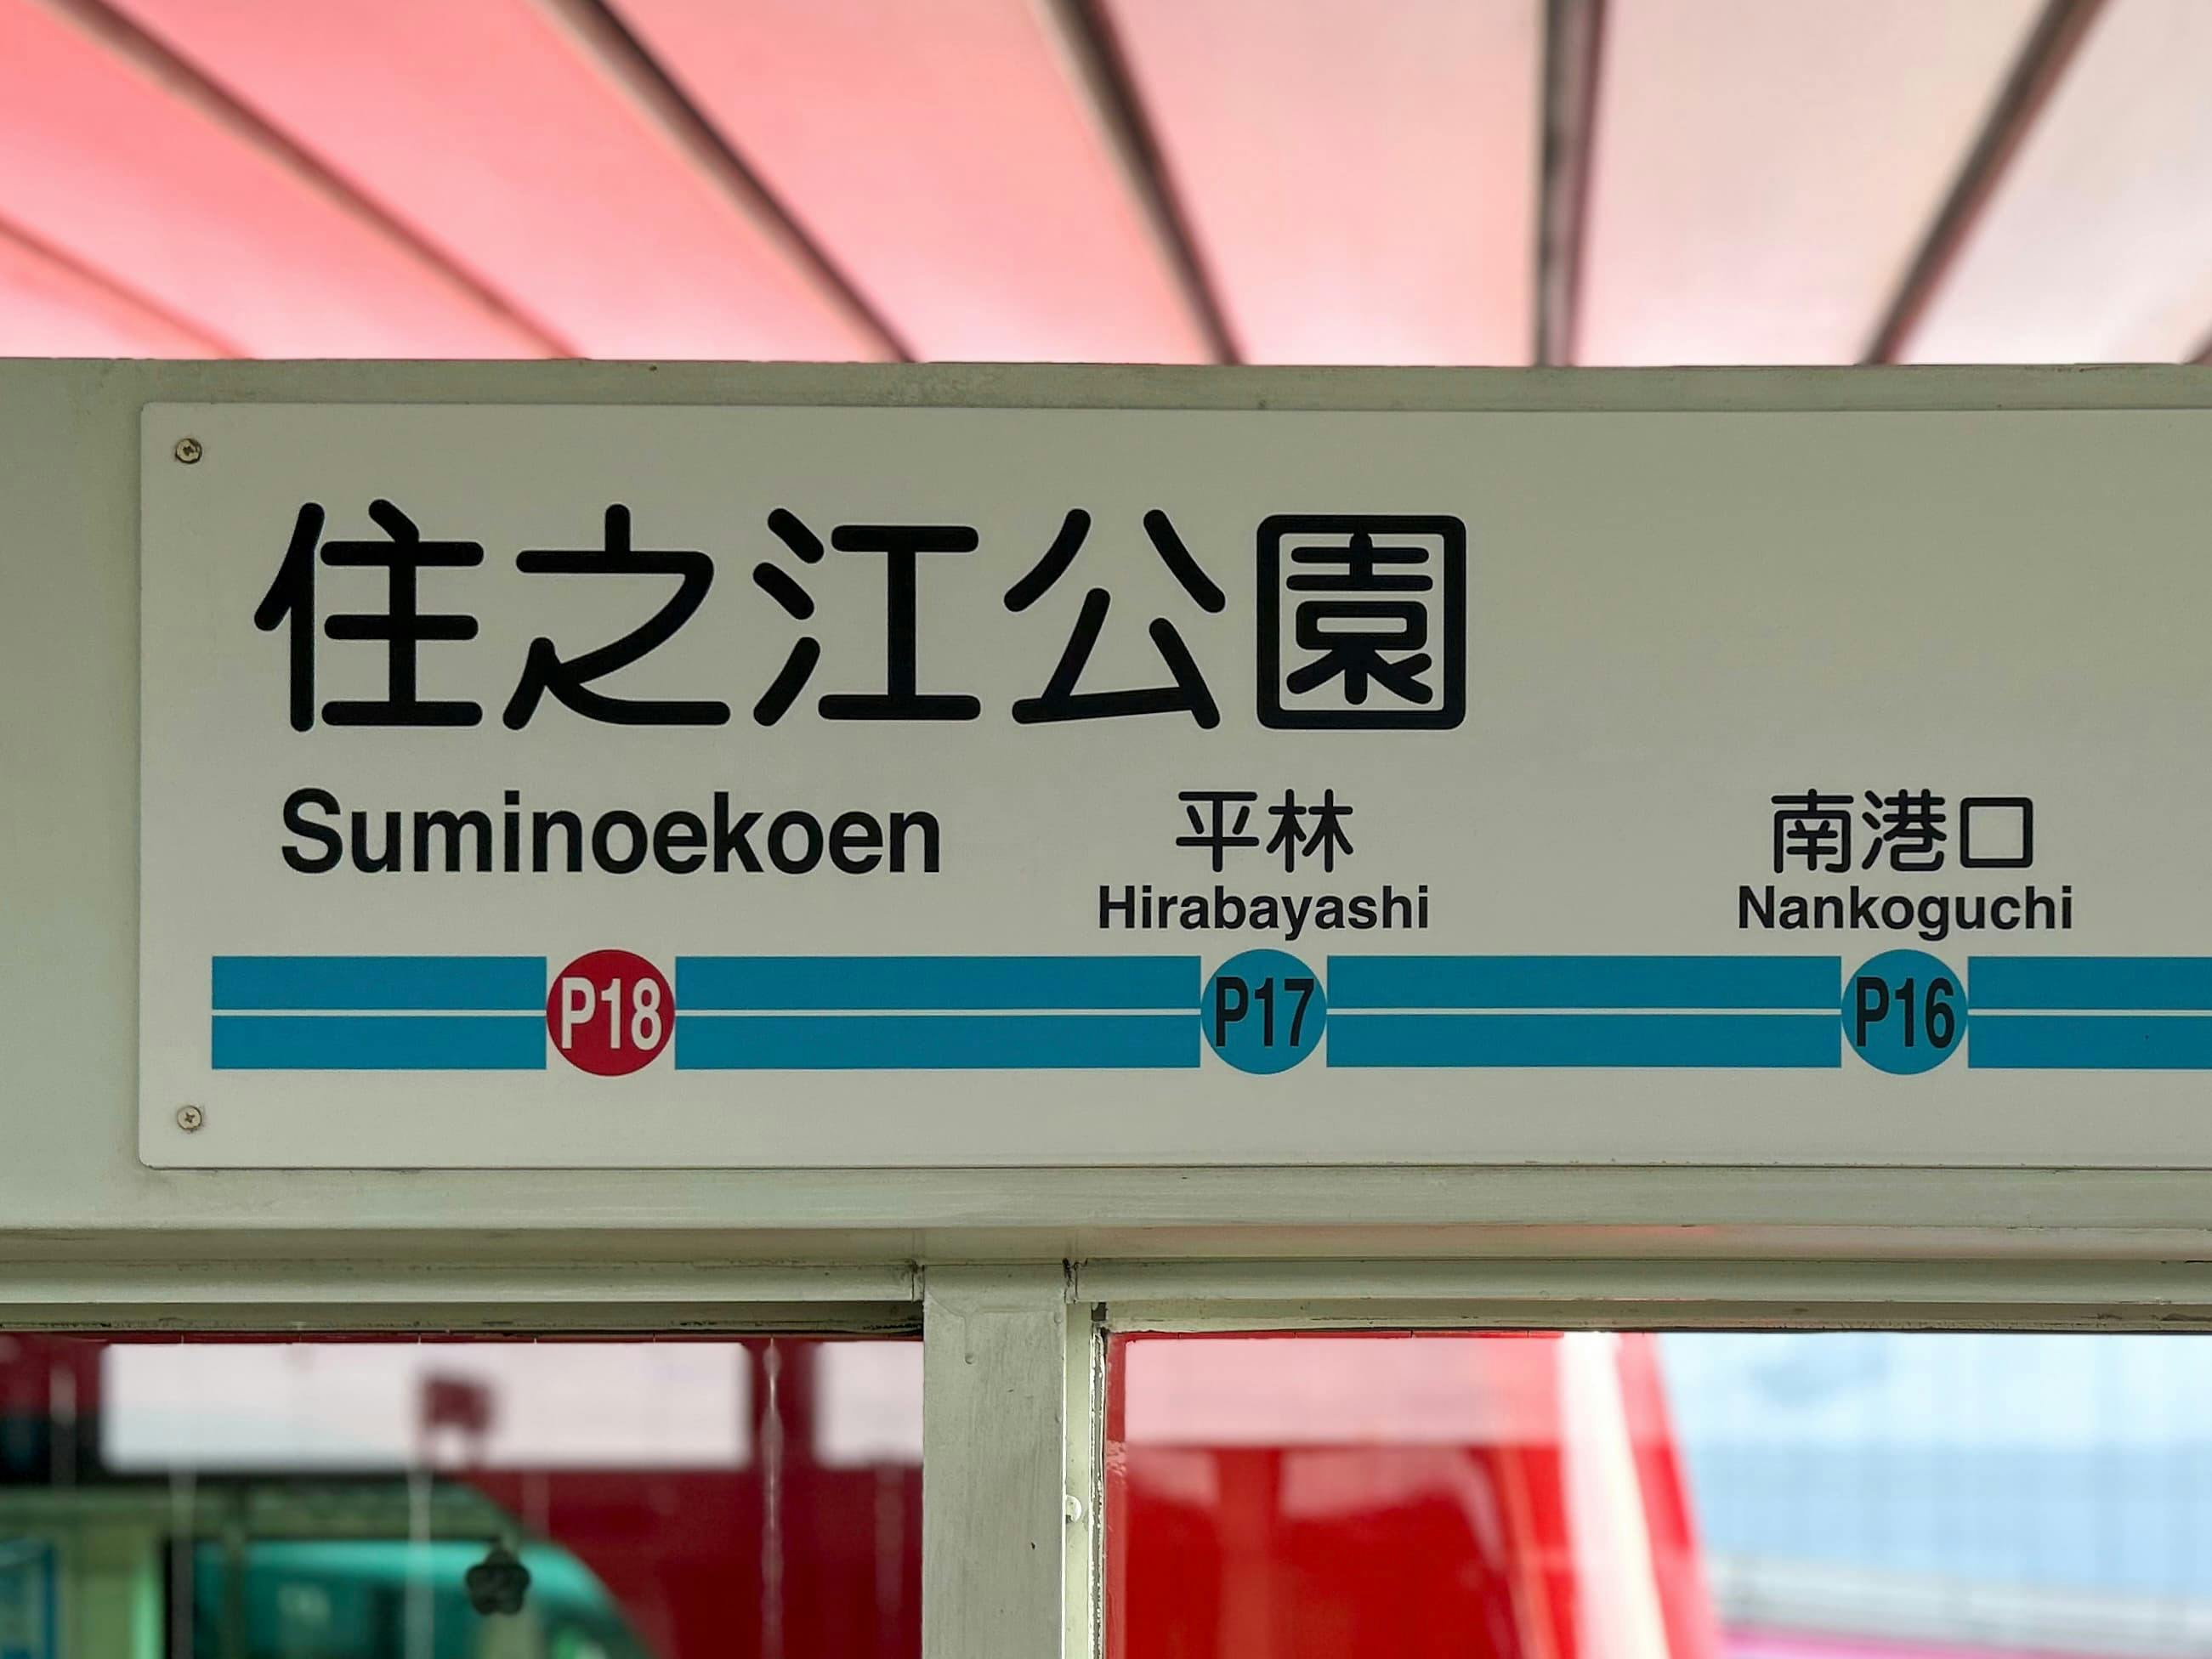 住之江公園
Suminoekoen
平林
Hirabayashi
南港口
Nankoguchi
P18
P17
P16